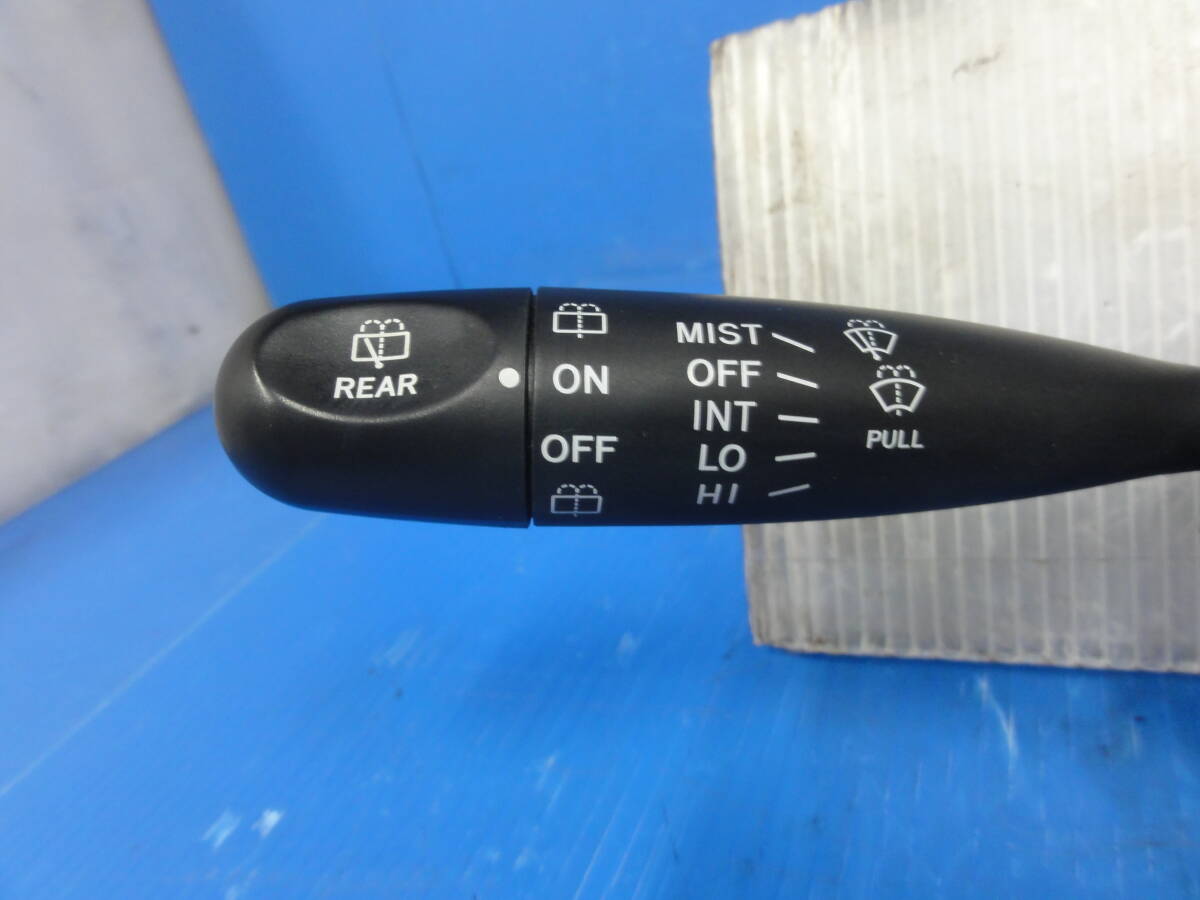 REAR
ON
OFF
MIST
OFF
INT
LO
HI
PULL